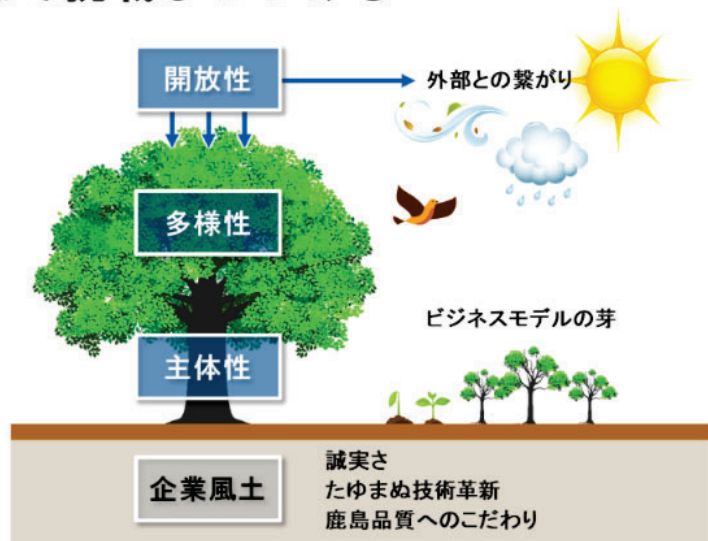 開放性
外部との繋がり
多様性
ビジネスモデルの芽
主体性
企業風土
誠実さ
たゆまぬ技術革新
鹿島品質へのこだわり